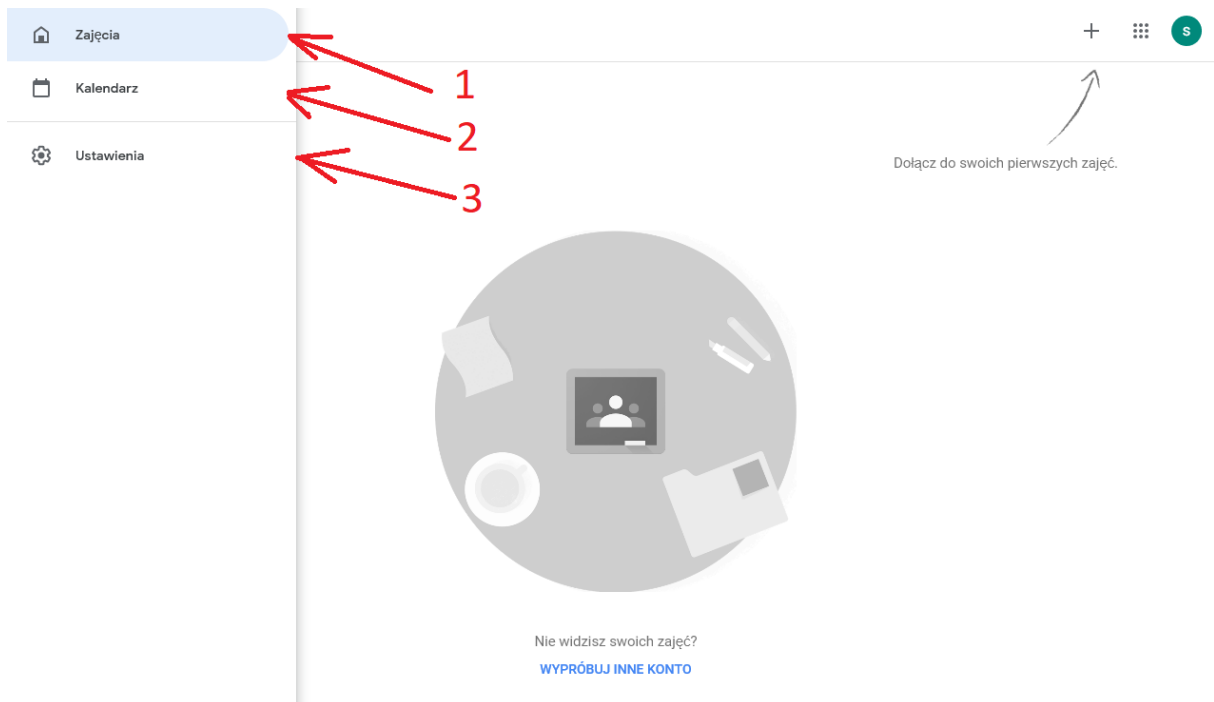 Zajęcia
1
Kalendarz
2
Ustawienia
3
S
Dołącz do swoich pierwszych zajęć.
Nie widzisz swoich zajęć?
WYPRÓBUJ INNE KONTO